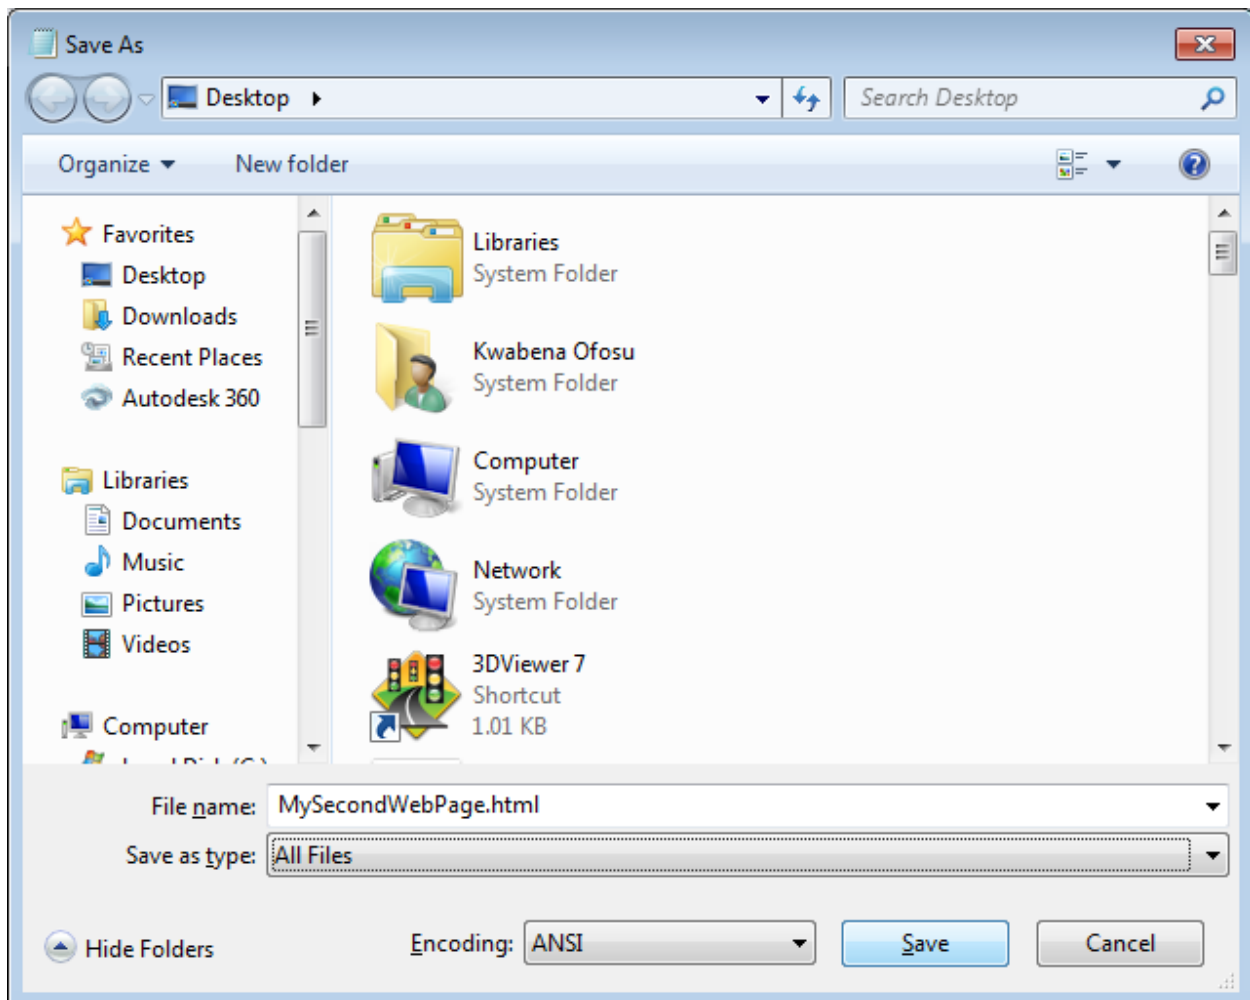 Save As
Desktop
Search Desktop
Organize
New folder
Favorites
Desktop
Downloads
Recent Places
Autodesk 360
Libraries
Documents
Music
Pictures
Videos
Computer
Libraries
System Folder
Kwabena Ofosu
System Folder
Computer
System Folder
Network
System Folder
3DViewer 7
Shortcut
1.01 KB
File name: MySecondWebPage.html
Save as type: All Files
Hide Folders
Encoding: ANSI
Save
Cancel